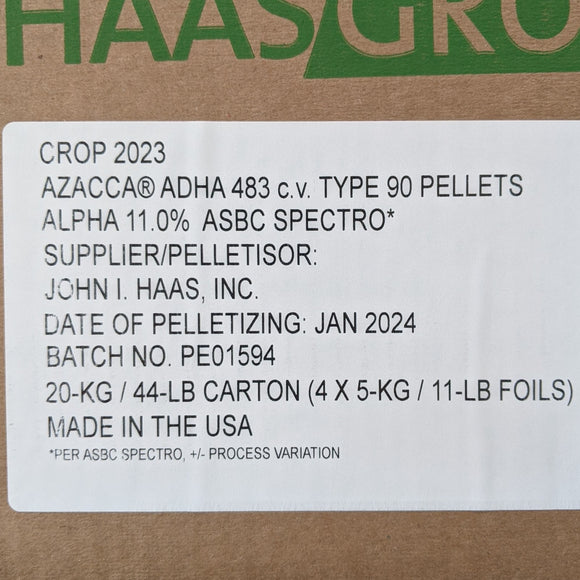 HAAS GRO
CROP 2023
AZACCA® ADHA 483 c.v. TYPE 90 PELLETS
ALPHA 11.0% ASBC SPECTRO*
SUPPLIER/PELLETISOR:
JOHN I. HAAS, INC.
DATE OF PELLETIZING: JAN 2024
BATCH NO. PE01594
20-KG / 44-LB CARTON (4 X 5-KG / 11-LB FOILS)
MADE IN THE USA
*PER ASBC SPECTRO, +/- PROCESS VARIATION